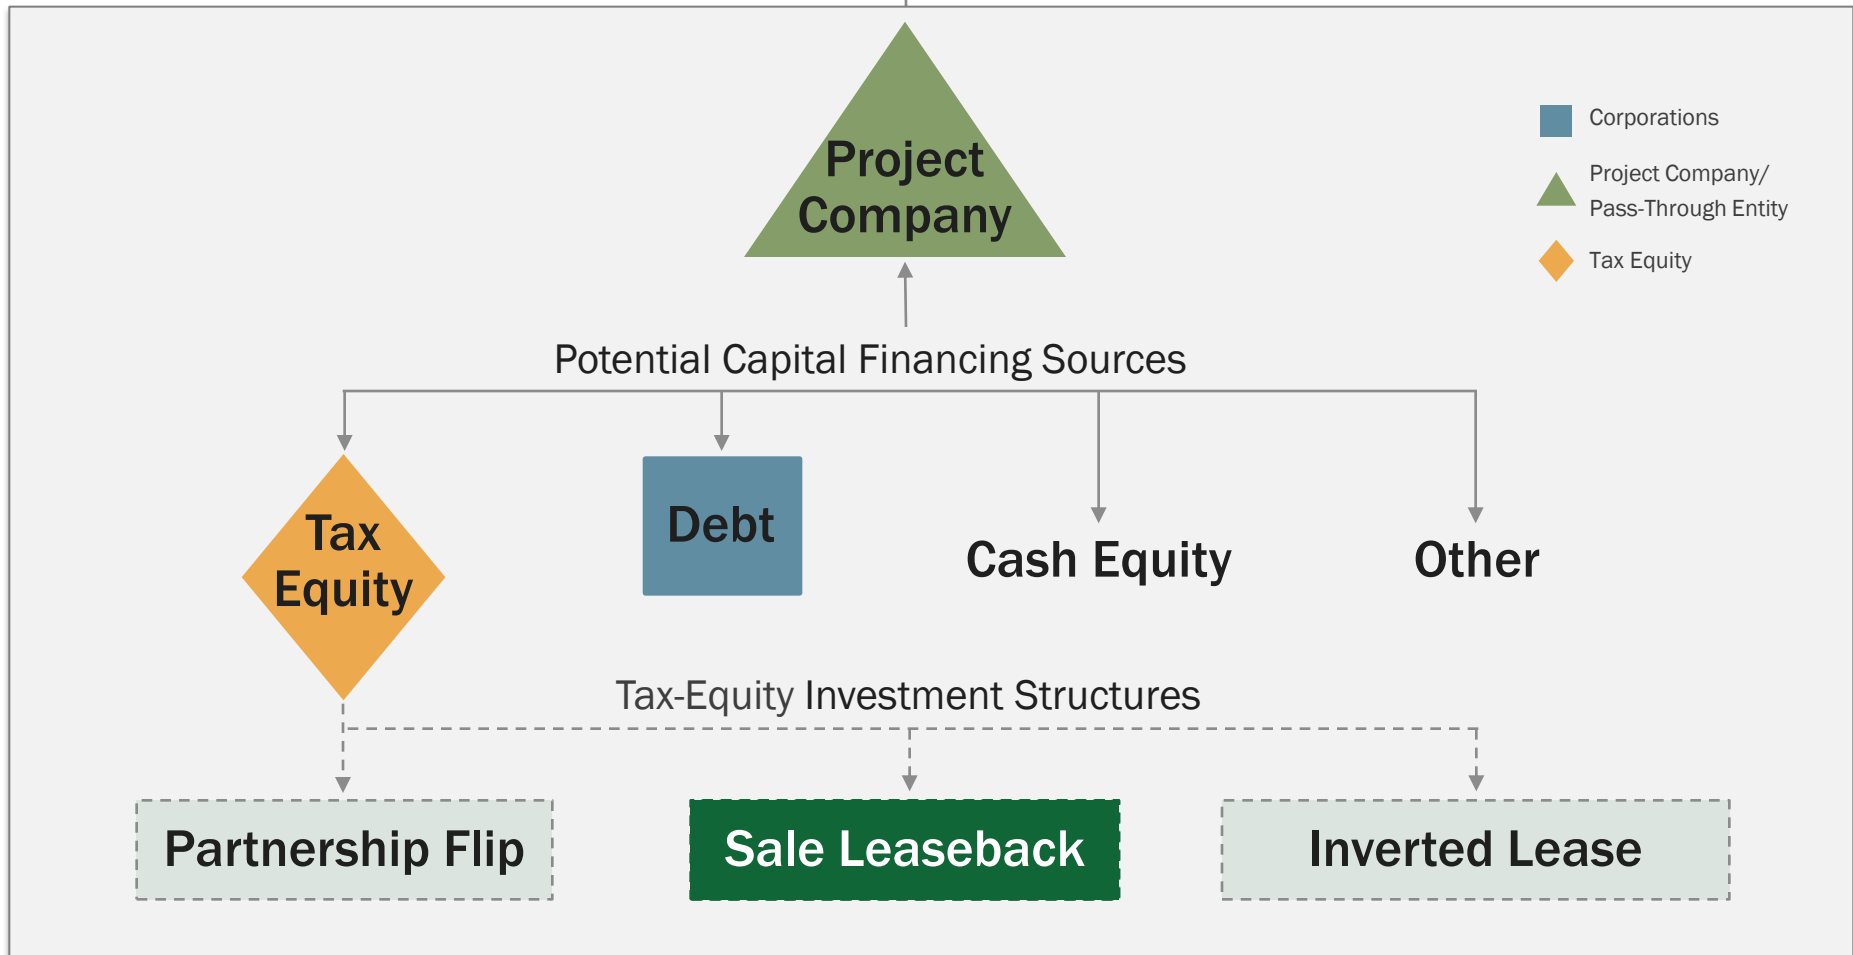 Project
Company
Corporations
Project Company/
Pass-Through Entity
Tax Equity
Potential Capital Financing Sources
Tax
Equity
Debt
Cash Equity
Other
Tax-Equity Investment Structures
Partnership Flip
Sale Leaseback
Inverted Lease